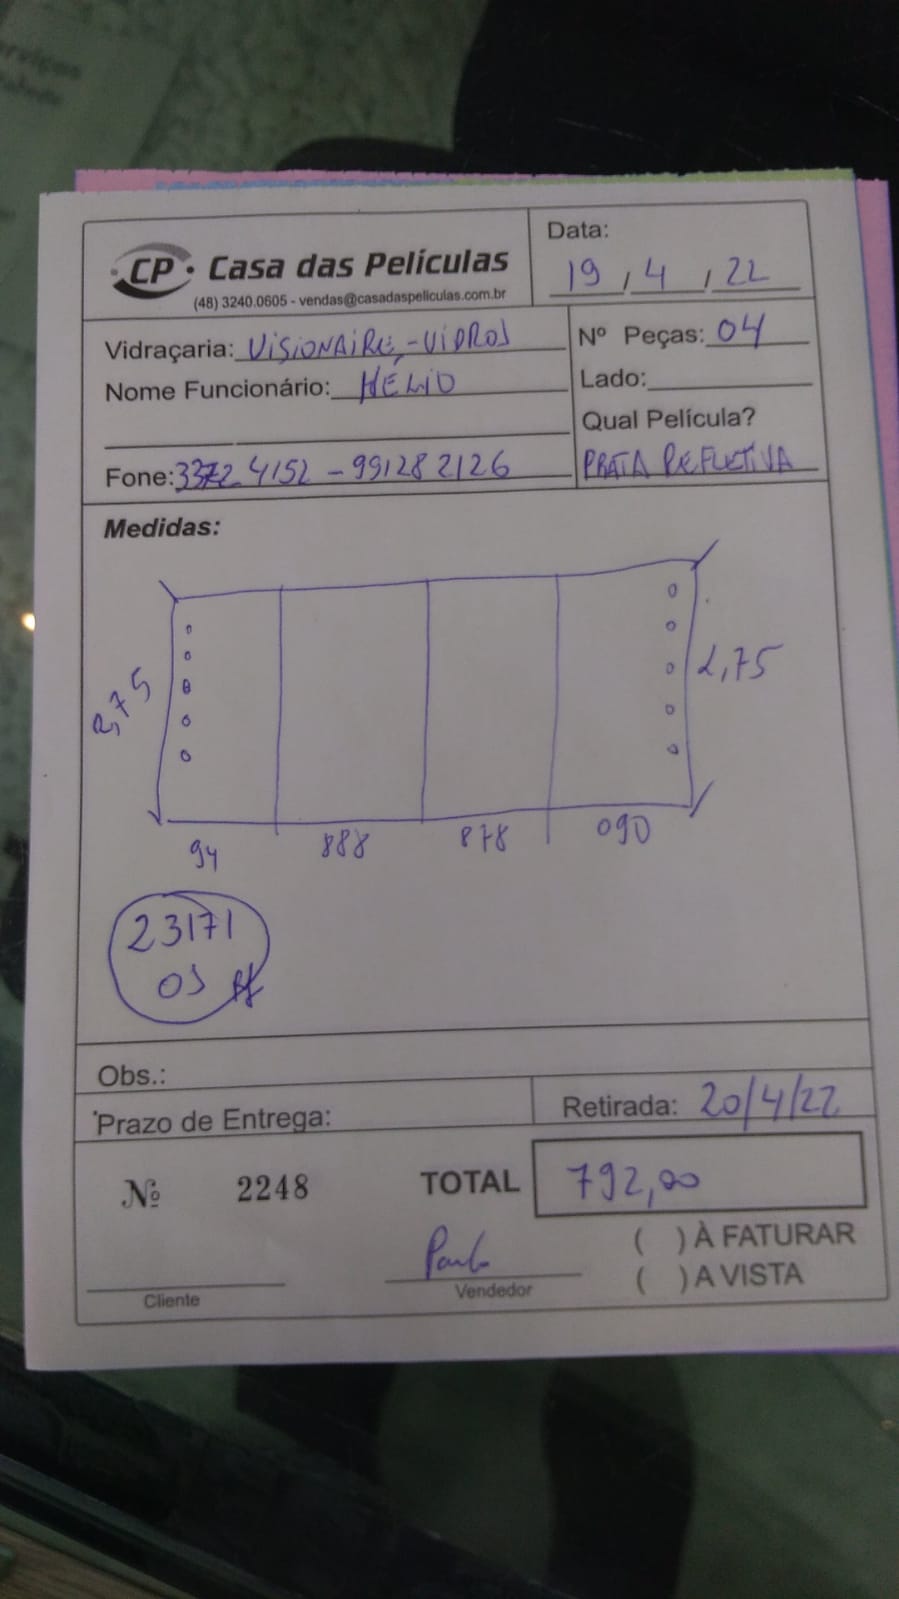 CP · Casa das Películas
(48) 3240.0605 - vendas@casadaspeliculas.com.br
Data:
19 / 4 / 22
Vidraçaria: VISIONAIRE - VIDROS
Nome Funcionário: HÉLIO
Fone: 3372 4152 - 99128 2126
Nº Peças: 04
Lado:
Qual Película?
PRATA REFLETIVA
Medidas:
2,75
2,75
94 888 878 090
23171
OS
Obs.:
Prazo de Entrega:
Retirada: 20/4/22
Nº 2248
TOTAL 792,00
( ) À FATURAR
( ) A VISTA
Paulo
Cliente
Vendedor